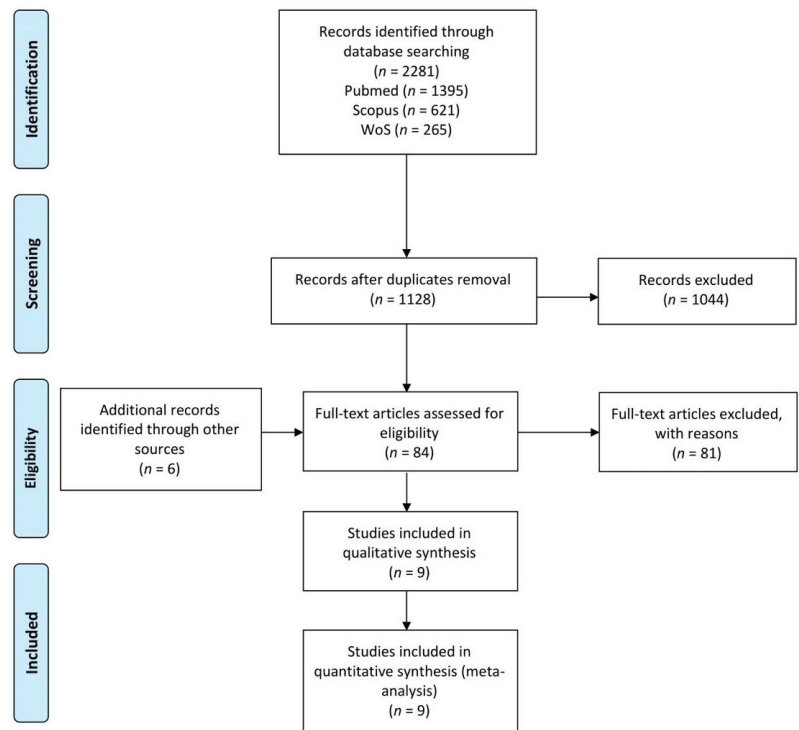 Identification
Records identified through
database searching
(n = 2281)
Pubmed (n = 1395)
Scopus (n = 621)
WoS (n = 265)
Screening
Records after duplicates removal
(n = 1128)
Records excluded
(n = 1044)
Eligibility
Additional records
identified through other
sources
(n = 6)
Full-text articles assessed for
eligibility
(n = 84)
Full-text articles excluded,
with reasons
(n = 81)
Studies included in
qualitative synthesis
(n = 9)
Included
Studies included in
quantitative synthesis (meta-
analysis)
(n = 9)